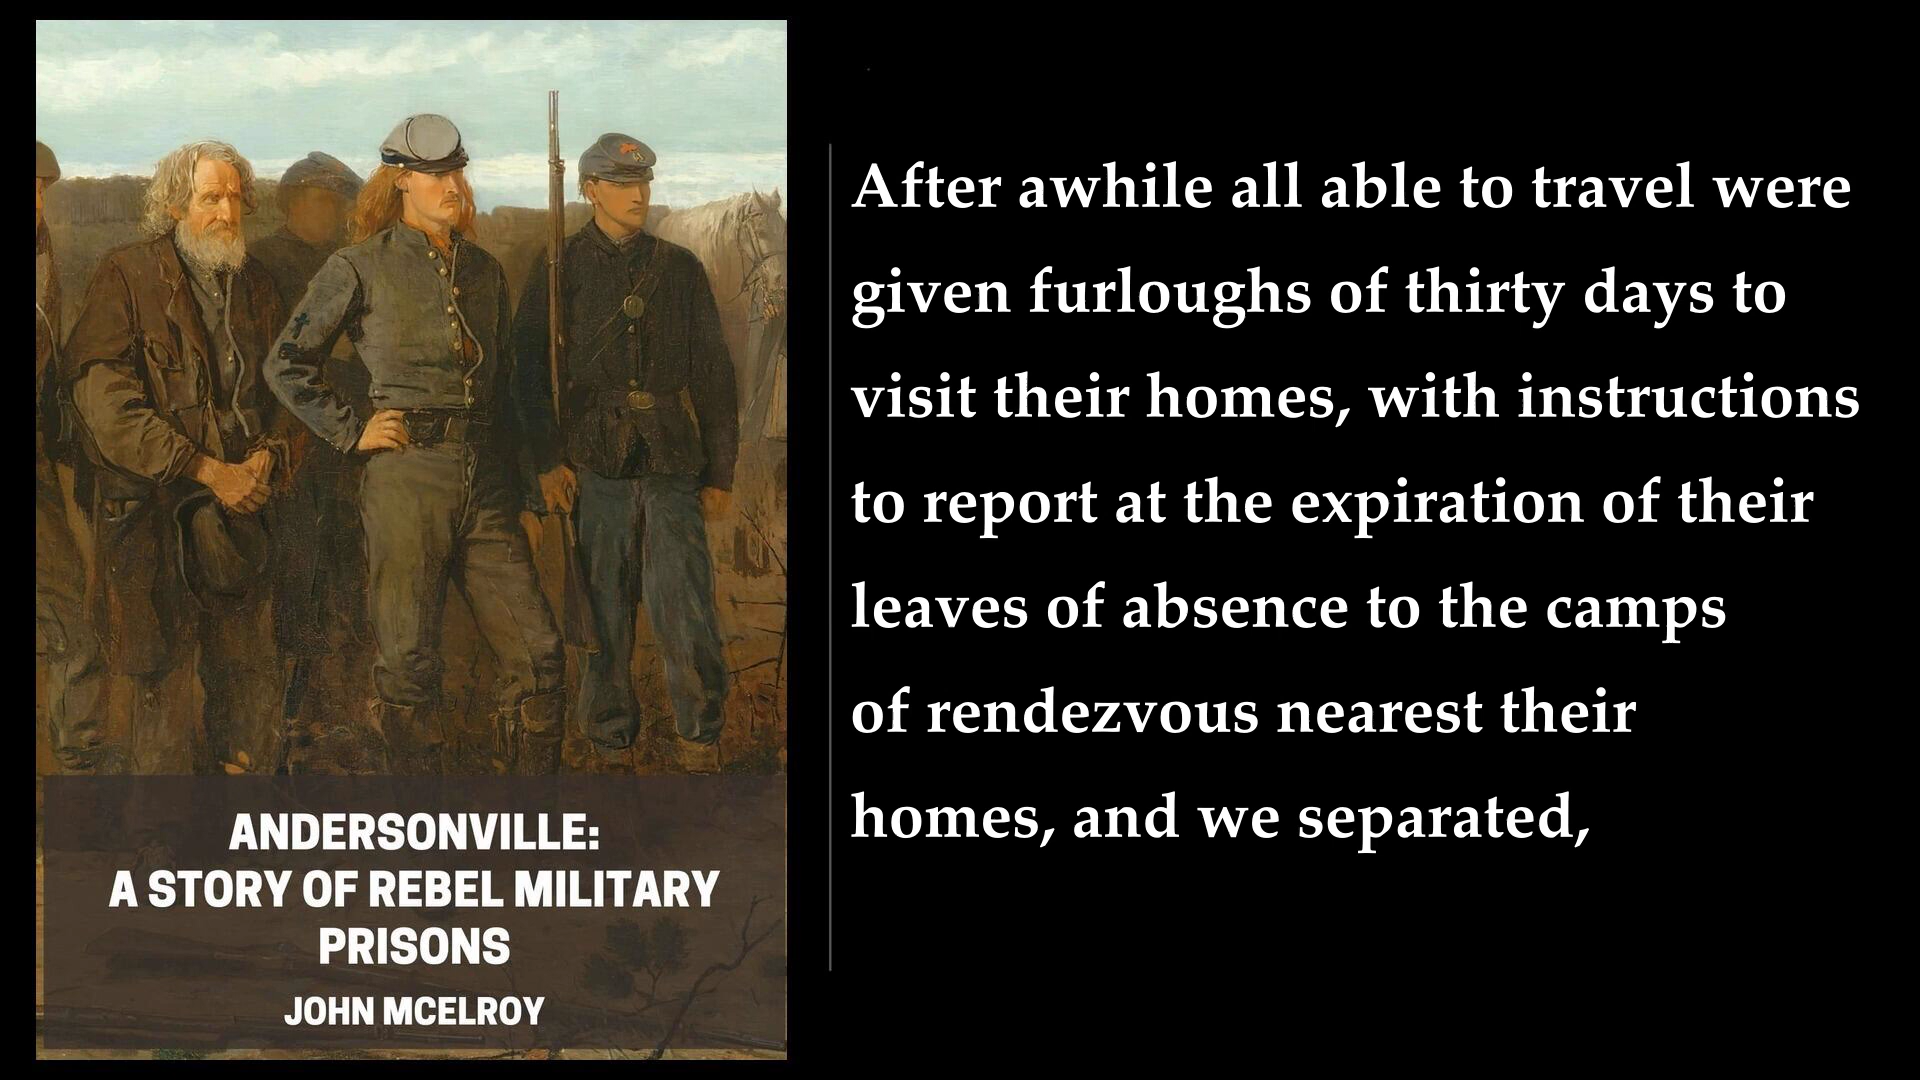 After awhile all able to travel were
given furloughs of thirty days to
visit their homes, with instructions
to report at the expiration of their
leaves of absence to the camps
of rendezvous nearest their
homes, and we separated,
ANDERSONVILLE:
A STORY OF REBEL MILITARY
PRISONS
JOHN MCELROY